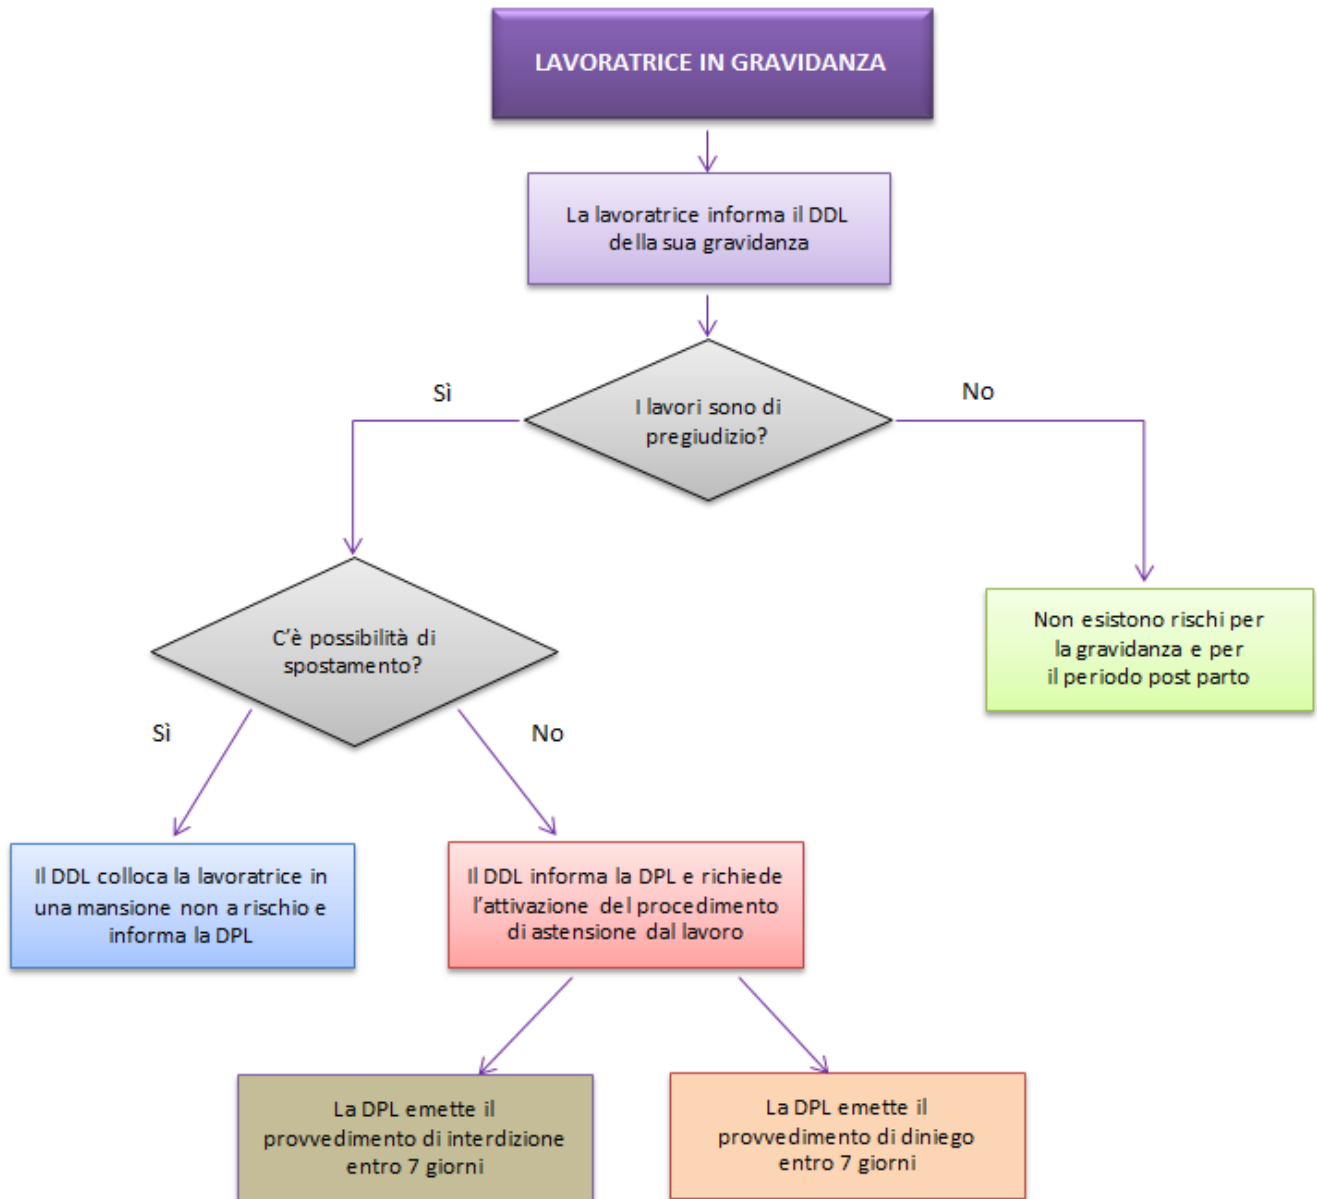 LAVORATRICE IN GRAVIDANZA
La lavoratrice informa il DDL
della sua gravidanza
Sì
No
I lavori sono di
pregiudizio?
C'è possibilità di
spostamento?
Non esistono rischi per
la gravidanza e per
il periodo post parto
Sì
No
Il DDL colloca la lavoratrice in
una mansione non a rischio e
informa la DPL
Il DDL informa la DPL e richiede
l'attivazione del procedimento
di astensione dal lavoro
La DPL emette il
provvedimento di interdizione
entro 7 giorni
La DPL emette il
provvedimento di diniego
entro 7 giorni